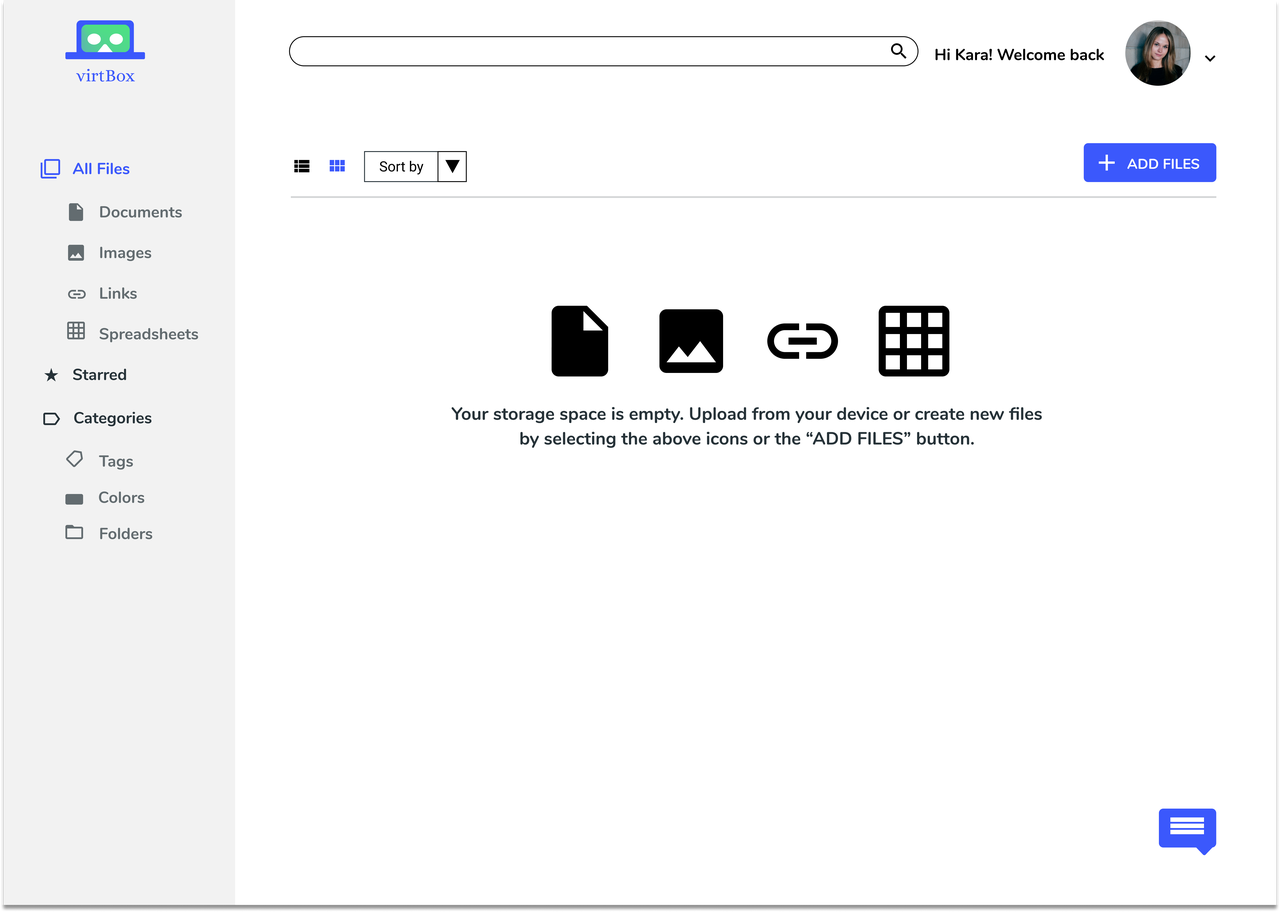 virtBox
Hi Kara! Welcome back
All Files
Documents
Images
Links
Spreadsheets
Starred
Categories
Tags
Colors
Folders
Sort by
ADD FILES
Your storage space is empty. Upload from your device or create new files
by selecting the above icons or the “ADD FILES” button.